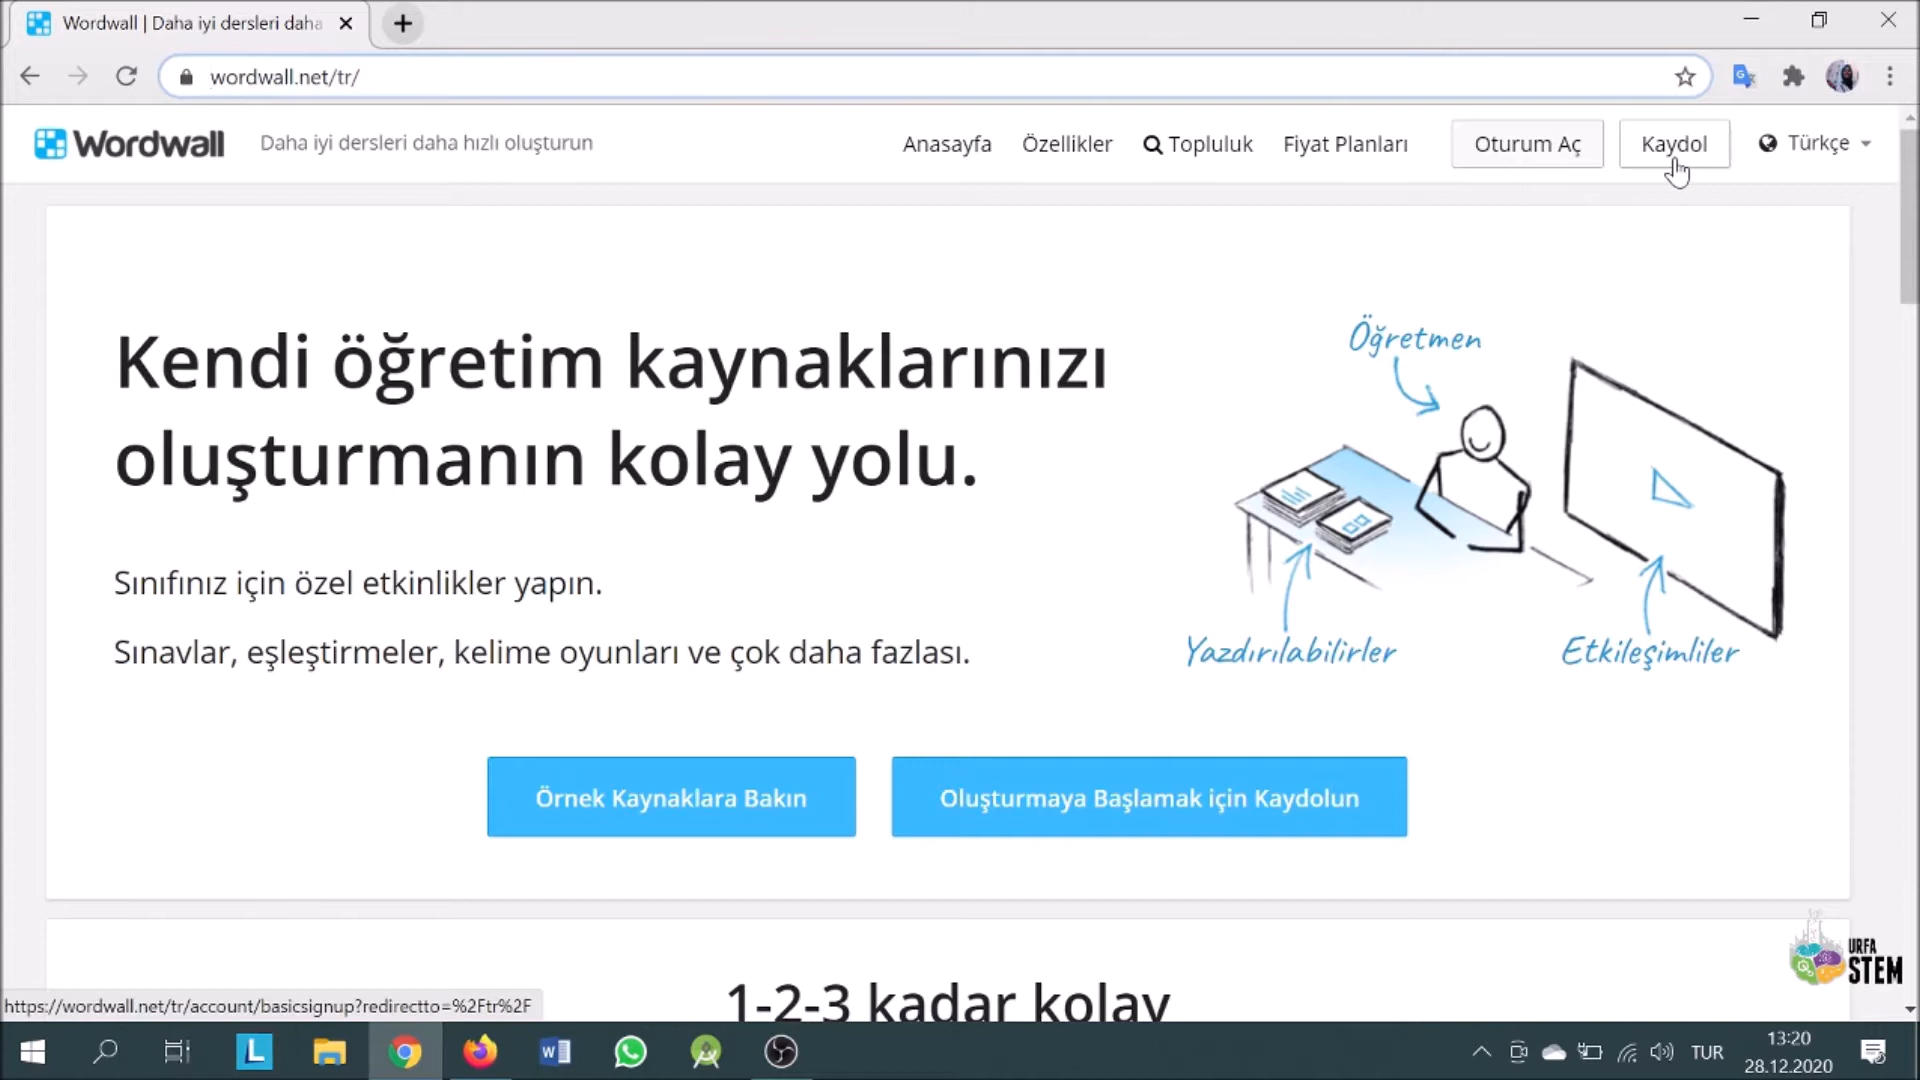 Wordwall | Daha iyi dersleri daha
wordwall.net/tr/
Wordwall
Daha iyi dersleri daha hızlı oluşturun
Anasayfa
Özellikler
Topluluk
Fiyat Planları
Oturum Aç
Kaydol
Türkçe
Kendi öğretim kaynaklarınızı
oluşturmanın kolay yolu.
Sınıfınız için özel etkinlikler yapın.
Sınavlar, eşleştirmeler, kelime oyunları ve çok daha fazlası.
Öğretmen
Yazdırılabilirler
Etkileşimliler
Örnek Kaynaklara Bakın
Oluşturmaya Başlamak için Kaydolun
1-2-3 kadar kolay
URFA
STEM
https://wordwall.net/tr/account/basicsignup?redirectto=%2Ftr%2F
TUR
13:20
28.12.2020